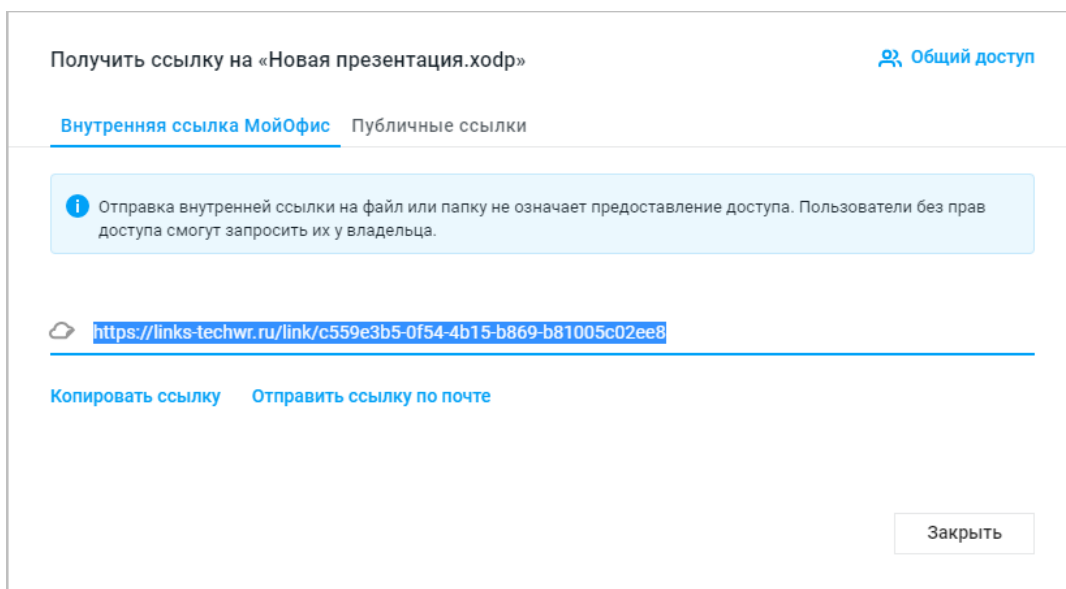 Получить ссылку на «Новая презентация.xodp»
Общий доступ
Внутренняя ссылка МойОфис Публичные ссылки
Отправка внутренней ссылки на файл или папку не означает предоставление доступа. Пользователи без прав
доступа смогут запросить их у владельца.
https://links-techwr.ru/link/c559e3b5-0f54-4b15-b869-b81005c02ee8
Копировать ссылку Отправить ссылку по почте
Закрыть